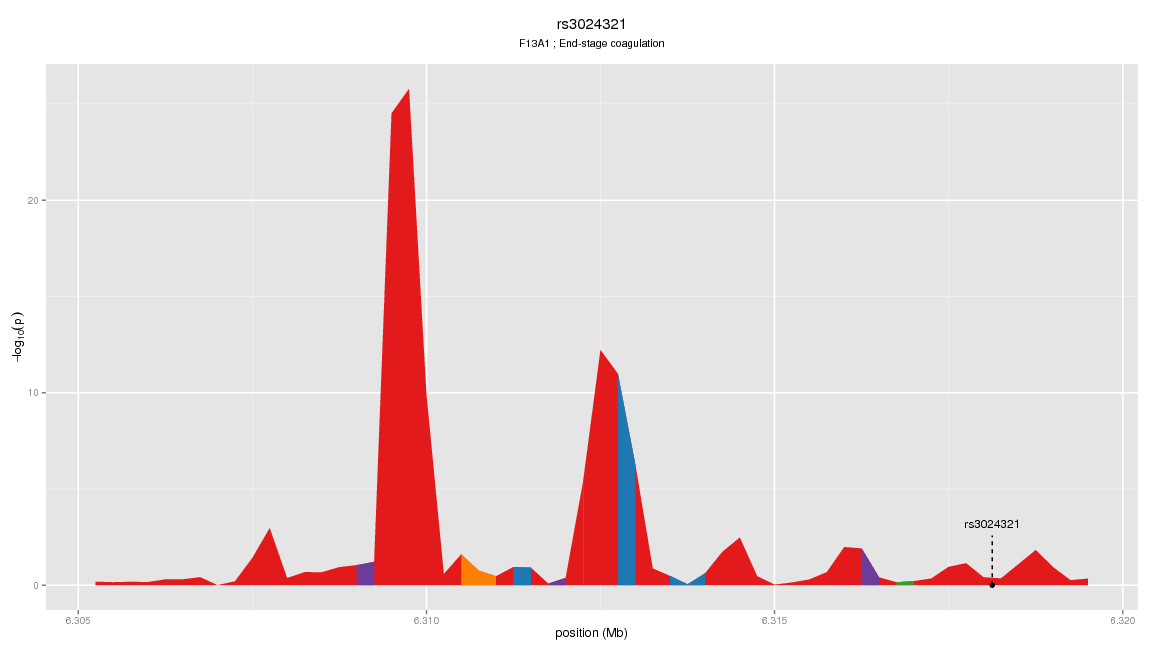 rs3024321
F13A1 ; End-stage coagulation
−log10(p)
20
10
0
rs3024321
6.305
6.310
6.315
6.320
position (Mb)